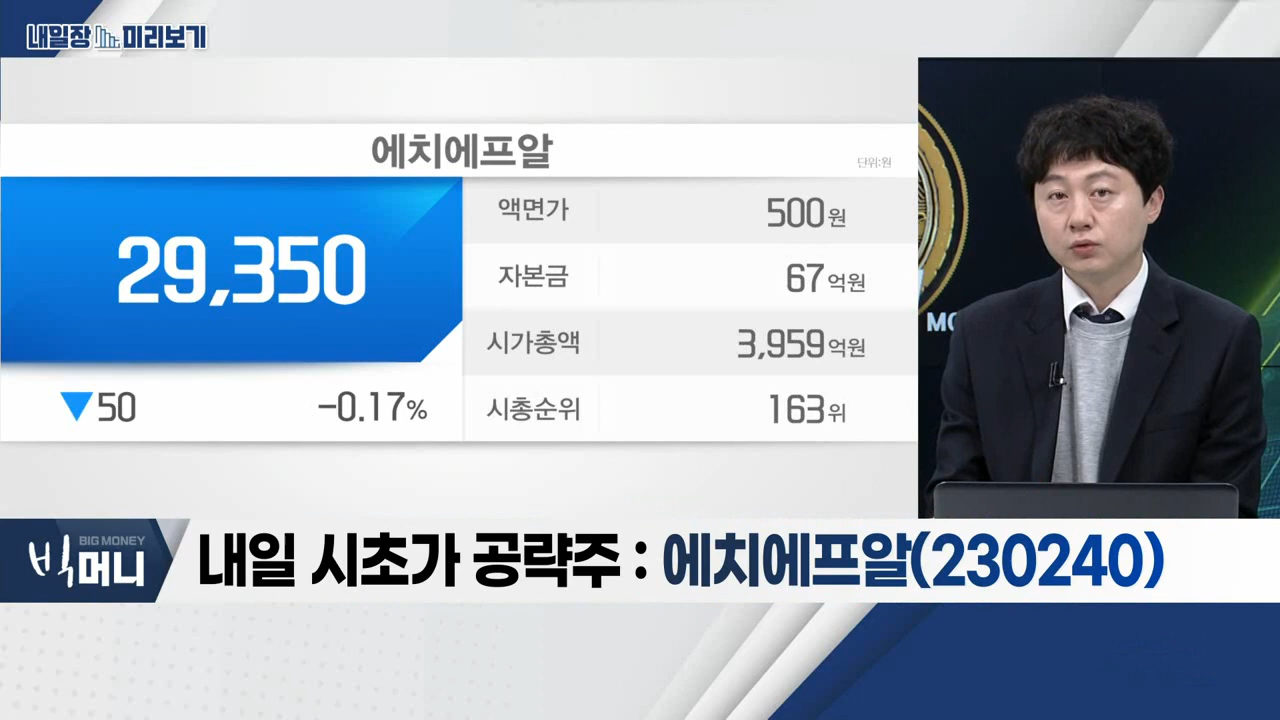 내일장 미리보기
에치에프알
단위:원
29,350
▼50 -0.17%
액면가 500원
자본금 67억원
시가총액 3,959억원
시총순위 163위
MO
BIG MONEY
빅머니
내일 시초가 공략주 : 에치에프알(230240)